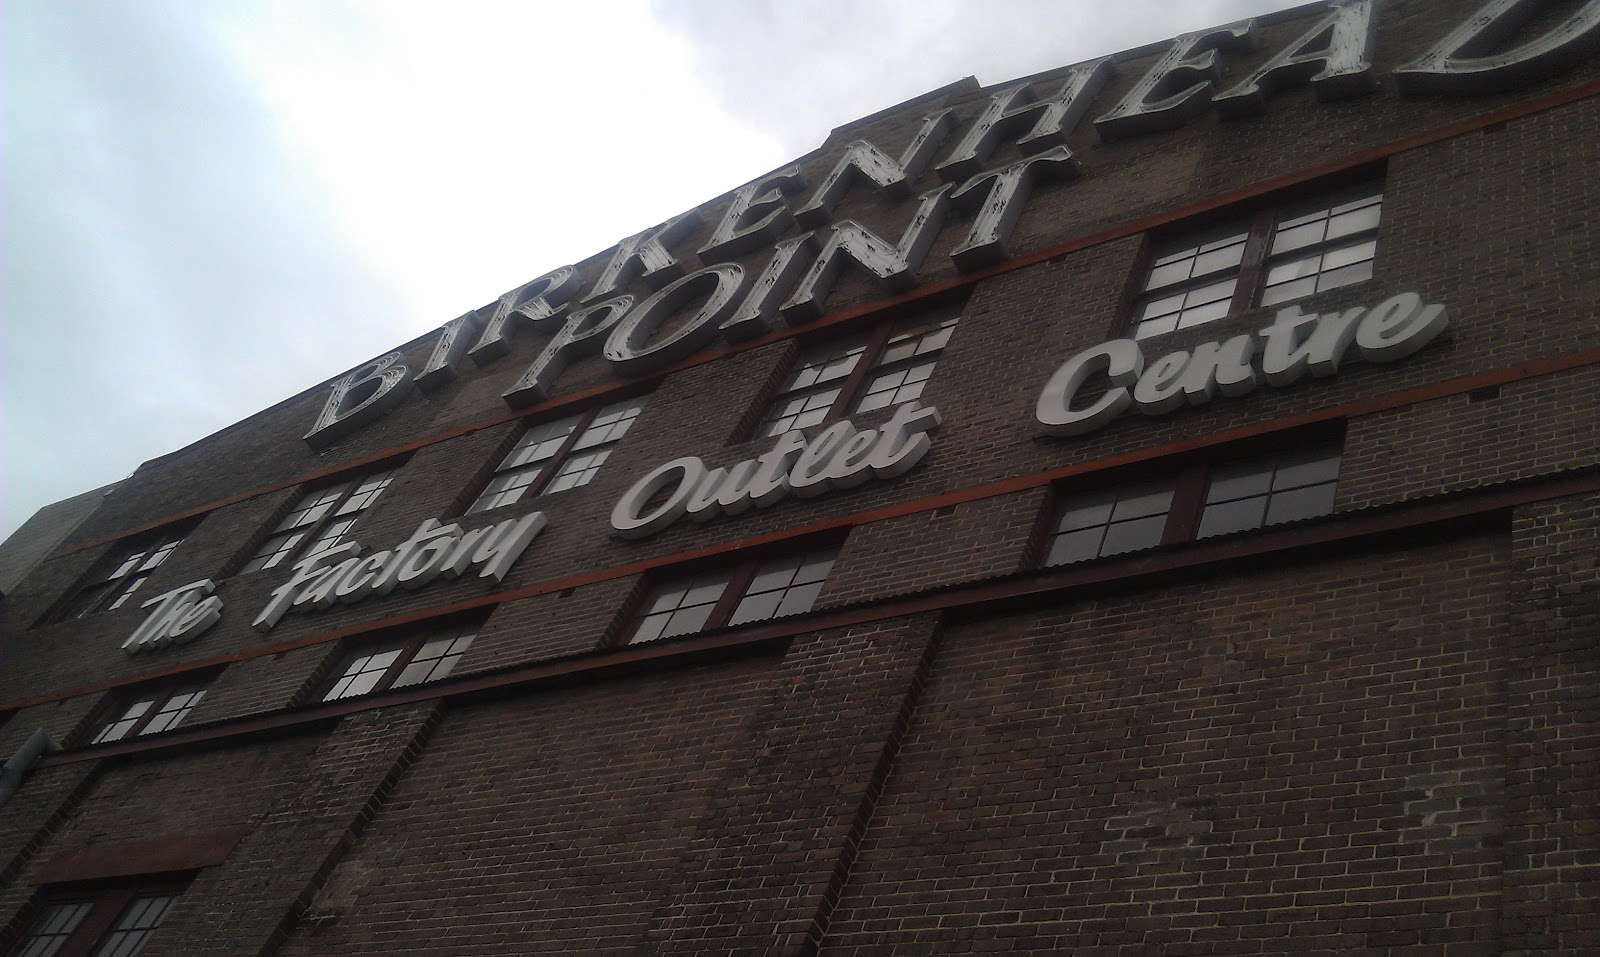 BIRKENHEAD
POINT
The Factory Outlet Centre